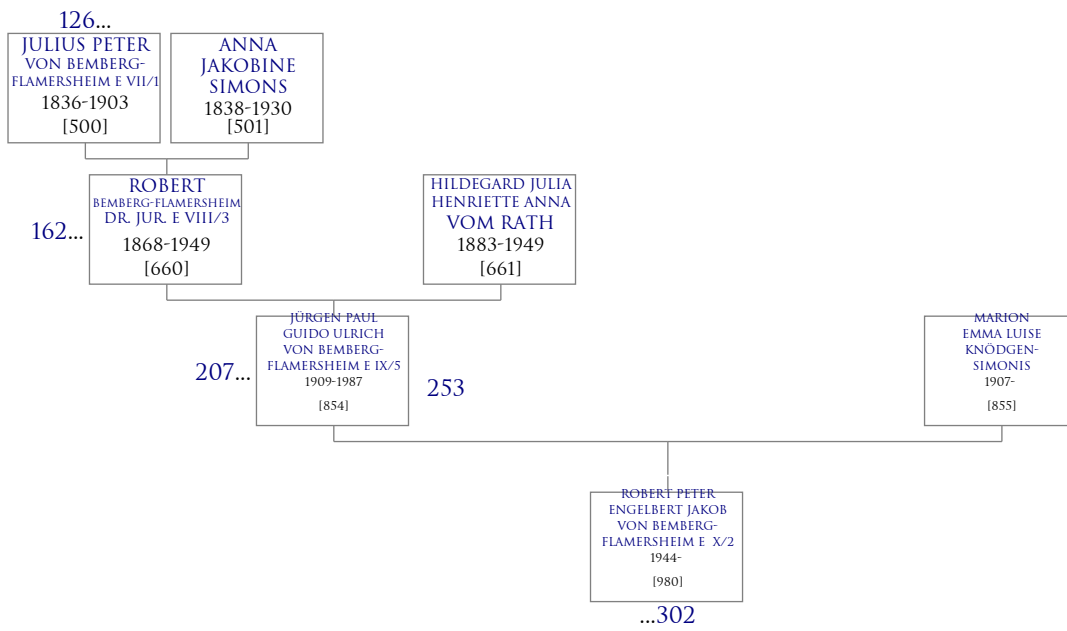 126...
JULIUS PETER
VON BEMBERG-
FLAMERSHEIM E VII/1
1836-1903
[500]
ANNA
JAKOBINE
SIMONS
1838-1930
[501]
162...
ROBERT
BEMBERG-FLAMERSHEIM
DR. JUR. E VIII/3
1868-1949
[660]
HILDEGARD JULIA
HENRIETTE ANNA
VOM RATH
1883-1949
[661]
207...
JÜRGEN PAUL
GUIDO ULRICH
VON BEMBERG-
FLAMERSHEIM E IX/5
1909-1987
[854]
253
MARION
EMMA LUISE
KNÖDGEN-
SIMONIS
1907-
[855]
ROBERT PETER
ENGELBERT JAKOB
VON BEMBERG-
FLAMERSHEIM E X/2
1944-
[980]
...302